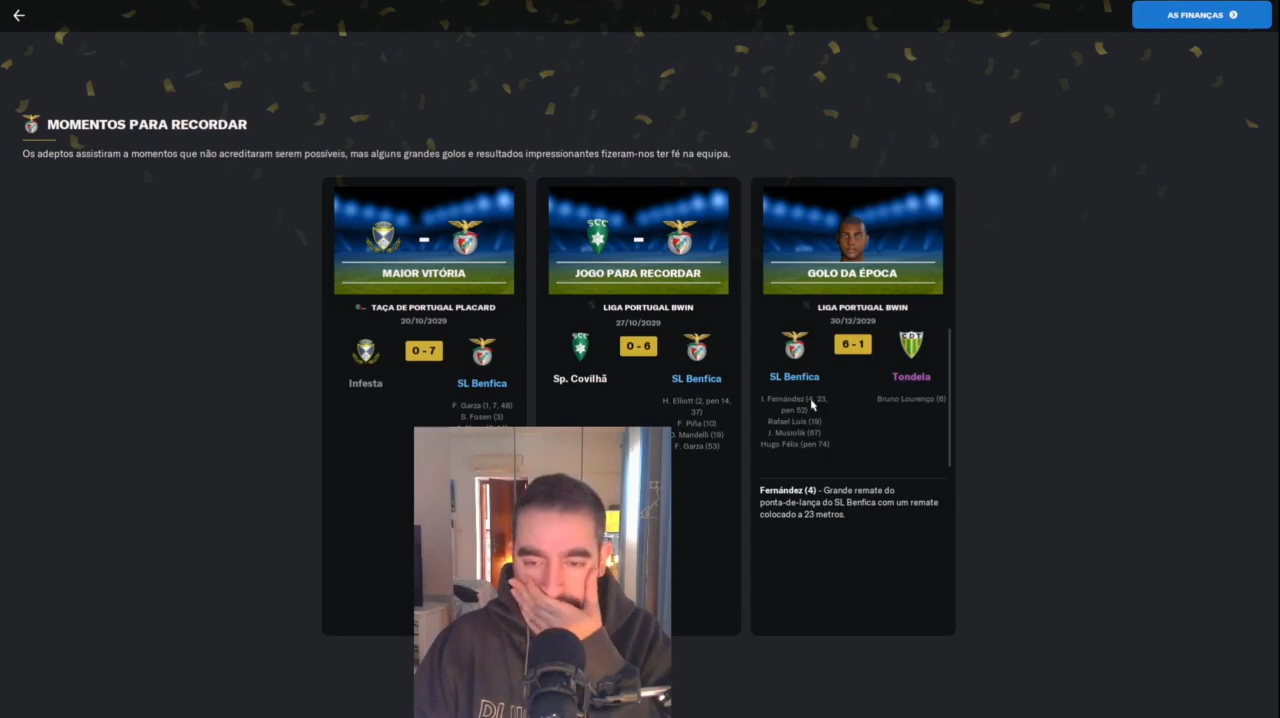 AS FINANÇAS
MOMENTOS PARA RECORDAR
Os adeptos assistiram a momentos que não acreditaram serem possíveis, mas alguns grandes golos e resultados impressionantes fizeram-nos ter fé na equipa.
MAIOR VITÓRIA
TAÇA DE PORTUGAL PLACARD
20/10/2029
0 - 7
Infesta
SL Benfica
F. Garza (1, 7, 48)
S. Fosen (3)
JOGO PARA RECORDAR
LIGA PORTUGAL BWIN
27/10/2029
0 - 6
Sp. Covilhã
SL Benfica
H. Elliott (2, pen 14,
37)
F. Piña (10)
D. Mandelli (19)
F. Garza (53)
GOLO DA ÉPOCA
LIGA PORTUGAL BWIN
30/12/2029
6 - 1
SL Benfica
Tondela
I. Fernández (4, 23,
pen 52)
Rafael Luís (19)
J. Musiolik (67)
Hugo Félix (pen 74)
Bruno Lourenço (6)
Fernández (4) - Grande remate do
ponta-de-lança do SL Benfica com um remate
colocado a 23 metros.